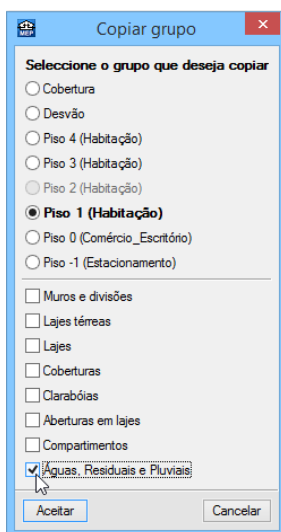 MEP
Copiar grupo
Seleccione o grupo que deseja copiar
Cobertura
Desvão
Piso 4 (Habitação)
Piso 3 (Habitação)
Piso 2 (Habitação)
Piso 1 (Habitação)
Piso 0 (Comércio_Escritório)
Piso -1 (Estacionamento)
Muros e divisões
Lajes térreas
Lajes
Coberturas
Clarabóias
Aberturas em lajes
Compartimentos
Águas, Residuais e Pluviais
Aceitar
Cancelar